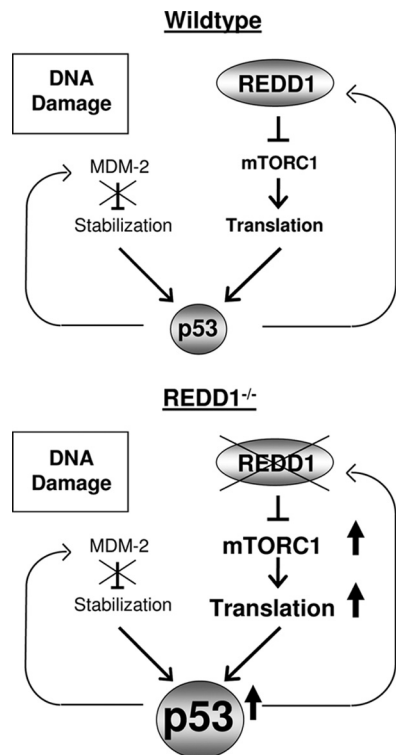 Wildtype
DNA
Damage
REDD1
MDM-2
mTORC1
Stabilization
Translation
p53
REDD1-/-
DNA
Damage
REDD1
MDM-2
mTORC1
Stabilization
Translation
p53